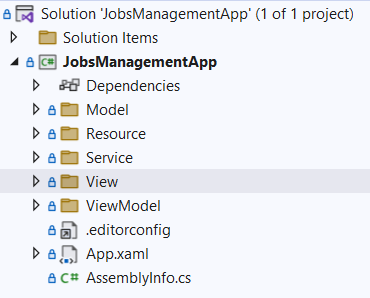 Solution 'JobsManagementApp' (1 of 1 project)
Solution Items
C# JobsManagementApp
Dependencies
Model
Resource
Service
View
ViewModel
.editorconfig
App.xaml
C# AssemblyInfo.cs